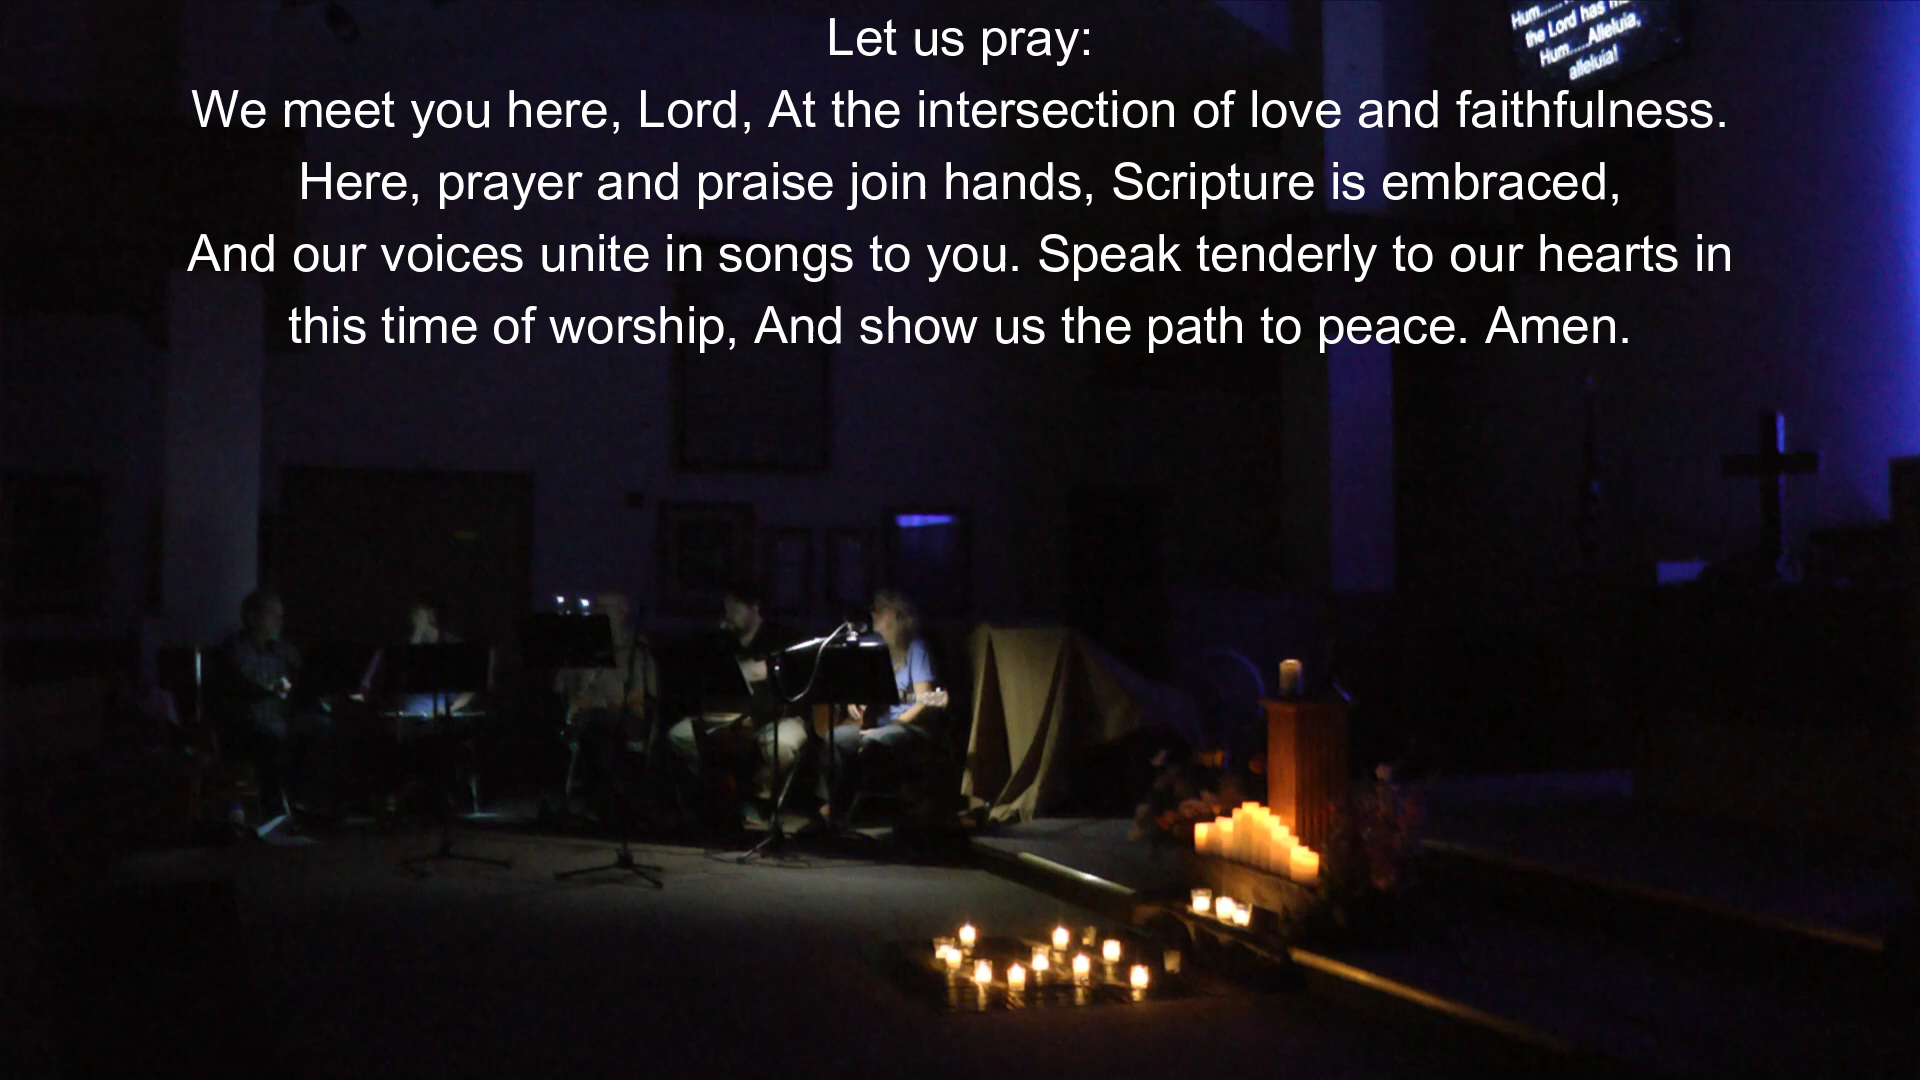 Let us pray:
We meet you here, Lord, At the intersection of love and faithfulness.
Here, prayer and praise join hands, Scripture is embraced,
And our voices unite in songs to you. Speak tenderly to our hearts in
this time of worship, And show us the path to peace. Amen.
Hum......
the Lord has
Hum.....Alleluia,
alleluia!